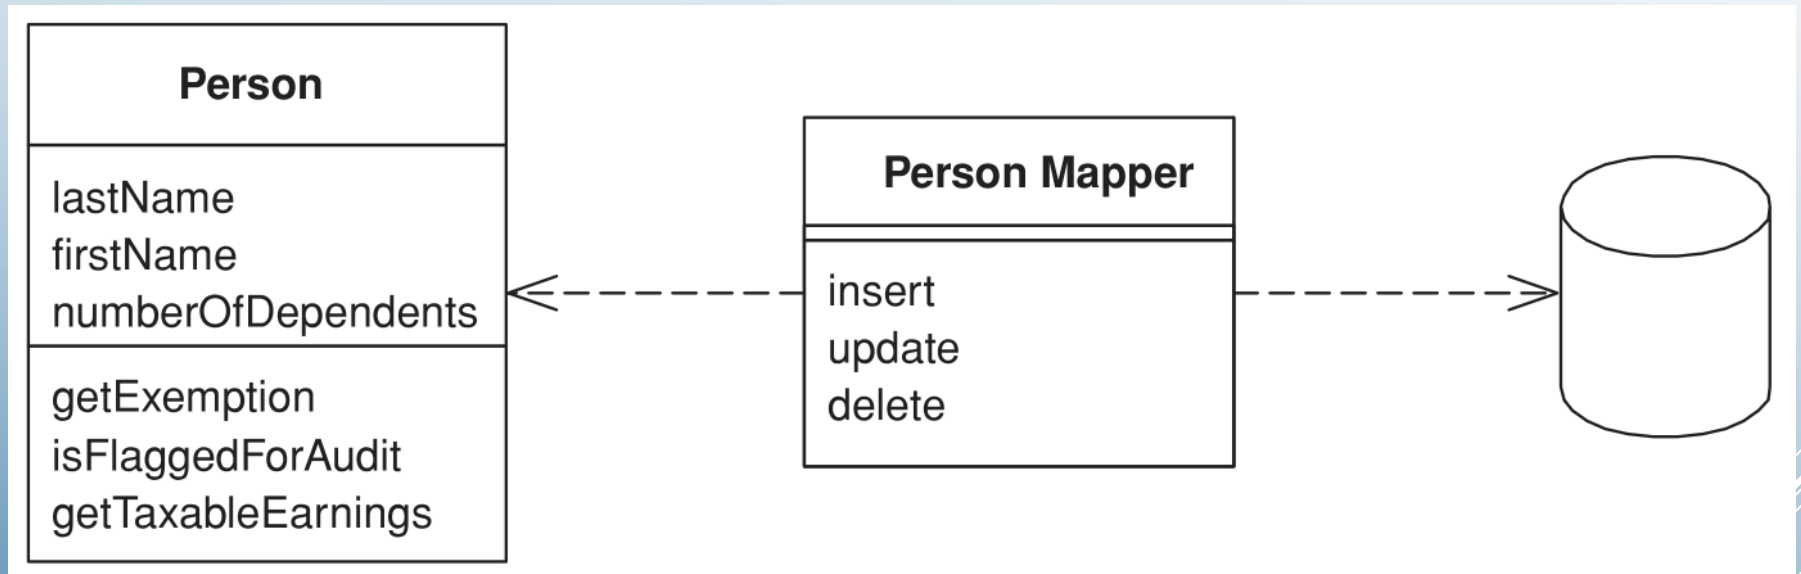 Person
lastName
firstName
numberOfDependents
getExemption
isFlaggedForAudit
getTaxableEarnings
Person Mapper
insert
update
delete